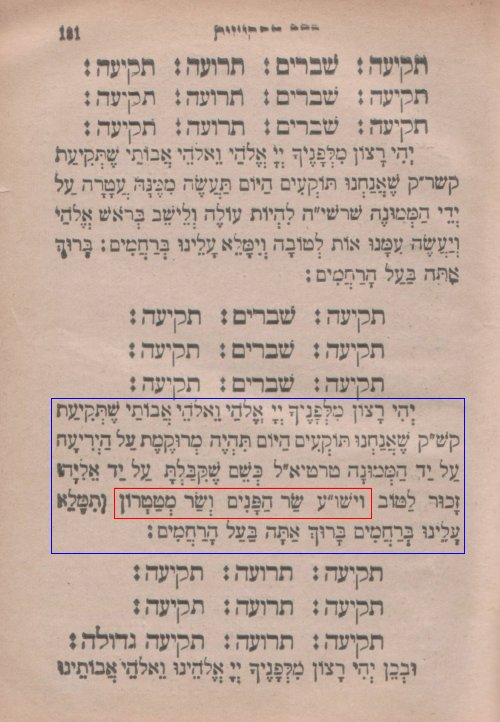 181
תקיעה: שברים: תרועה: תקיעה:
תקיעה: שברים: תרועה: תקיעה:
תקיעה: שברים: תרועה: תקיעה:
יְהִי רָצוֹן מִלְּפָנֶיךָ יְיָ אֱלֹהַי וֵאלֹהֵי אֲבוֹתַי שֶׁתְּקִיעַת
קשר״ק שֶׁאֲנַחְנוּ תּוֹקְעִים הַיּוֹם תַּעֲשֶׂה מִמֶּנָּה עֲטָרָה עַל
יְדֵי הַמְּמוּנֶה שרשי״ה לִהְיוֹת עוֹלָה וְלֵישֵׁב בְּרֹאשׁ אֱלֹהַי
וְיַעֲשֶׂה עִמָּנוּ אוֹת לְטוֹבָה וְיִמָּלֵא עָלֵינוּ בְּרַחֲמִים: בָּרוּךְ
אַתָּה בַּעַל הָרַחֲמִים:
תקיעה: שברים: תקיעה:
תקיעה: שברים: תקיעה:
תקיעה: שברים: תקיעה:
יְהִי רָצוֹן מִלְּפָנֶיךָ יְיָ אֱלֹהַי וֵאלֹהֵי אֲבוֹתַי שֶׁתְּקִיעַת
קש״ק שֶׁאֲנַחְנוּ תּוֹקְעִים הַיּוֹם תִּהְיֶה מְרוּקֶמֶת עַל הַיְרִיעָה
עַל יַד הַמְּמוּנֶה טרטיא״ל כְּשֵׁם שֶׁקִּבַּלְתָּ עַל יַד אֵלִיָּהוּ
זָכוּר לַטּוֹב וישו״ע שַׂר הַפָּנִים וְשַׂר מְטַטְרוֹן וְתִמָּלֵא
עָלֵינוּ בְּרַחֲמִים בָּרוּךְ אַתָּה בַּעַל הָרַחֲמִים:
תקיעה: תרועה: תקיעה:
תקיעה: תרועה: תקיעה:
תקיעה: תרועה: תקיעה גדולה:
וּבְכֵן יְהִי רָצוֹן מִלְּפָנֶיךָ יְיָ אֱלֹהֵינוּ וֵאלֹהֵי אֲבוֹתֵינוּ